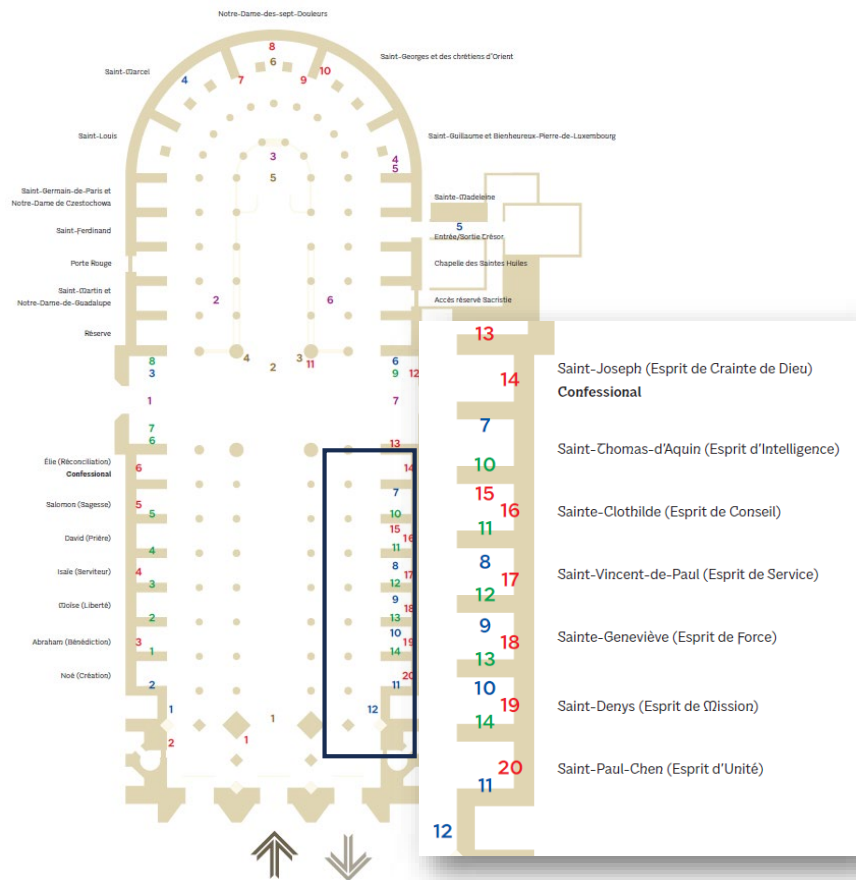 Notre-Dame-des-sept-Douleurs
8
6
Saint-Georges et des chrétiens d'Orient
Saint-Marcel
4
7
9
10
Saint-Louis
Saint-Guillaume et Bienheureux-Pierre-de-Luxembourg
3
4
5
5
Saint-Germain-de-Paris et
Notre-Dame de Czestochowa
Sainte-Madeleine
Saint-Ferdinand
5
Entrée/Sortie Trésor
Porte Rouge
Chapelle des Saintes Huiles
Saint-Martin et
Notre-Dame-de-Guadalope
2
6
Accès réservé Sacristie
Réserve
8
3
4
2
3
11
6
9
12
1
7
7
6
13
Élie (Réconciliation)
Confessional
6
14
Salomon (Sagesse)
5
5
7
10
David (Prière)
4
15
16
11
Isaïe (Serviteur)
4
3
8
17
12
Moïse (Liberté)
2
9
18
13
Abraham (Bénédiction)
3
1
10
19
14
Noé (Création)
2
20
11
1
12
2
1
1
13
14
Saint-Joseph (Esprit de Crainte de Dieu)
Confessional
7
Saint-Thomas-d'Aquin (Esprit d'Intelligence)
10
15
16
Sainte-Clothilde (Esprit de Conseil)
11
8
17
Saint-Vincent-de-Paul (Esprit de Service)
12
9
18
Sainte-Geneviève (Esprit de Force)
13
10
19
Saint-Denys (Esprit de Mission)
14
20
Saint-Paul-Chen (Esprit d'Unité)
11
12